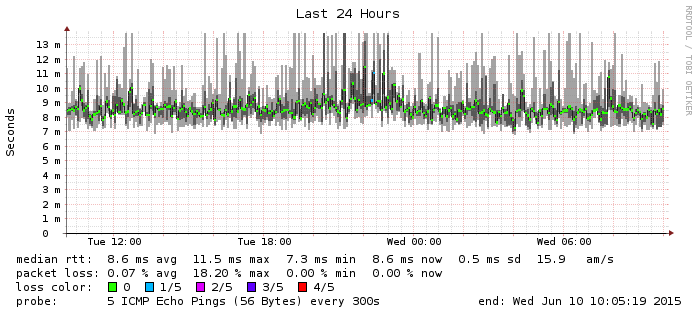 Last 24 Hours
RRDTOOL / TOBI OETIKER
Seconds
13 m
12 m
11 m
10 m
9 m
8 m
7 m
6 m
5 m
4 m
3 m
2 m
1 m
0
Tue 12:00 Tue 18:00 Wed 00:00 Wed 06:00
median rtt: 8.6 ms avg 11.5 ms max 7.3 ms min 8.6 ms now 0.5 ms sd 15.9 am/s
packet loss: 0.07 % avg 18.20 % max 0.00 % min 0.00 % now
loss color: 0 1/5 2/5 3/5 4/5
probe: 5 ICMP Echo Pings (56 Bytes) every 300s end: Wed Jun 10 10:05:19 2015